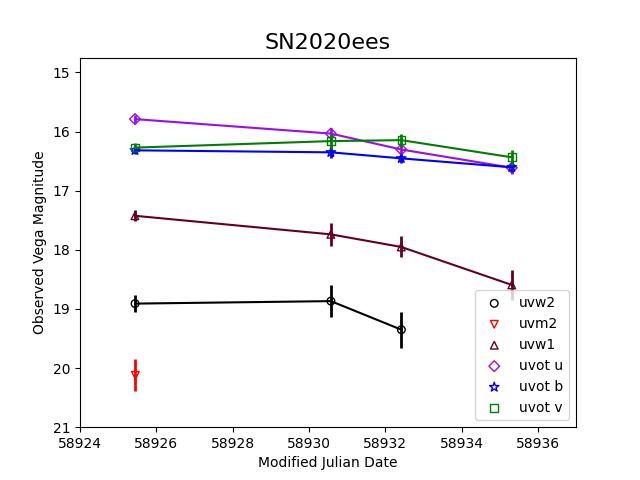 SN2020ees
15
16
17
18
19
20
21
Observed Vega Magnitude
58924 58926 58928 58930 58932 58934 58936
Modified Julian Date
uvw2
uvm2
uvw1
uvot u
uvot b
uvot v